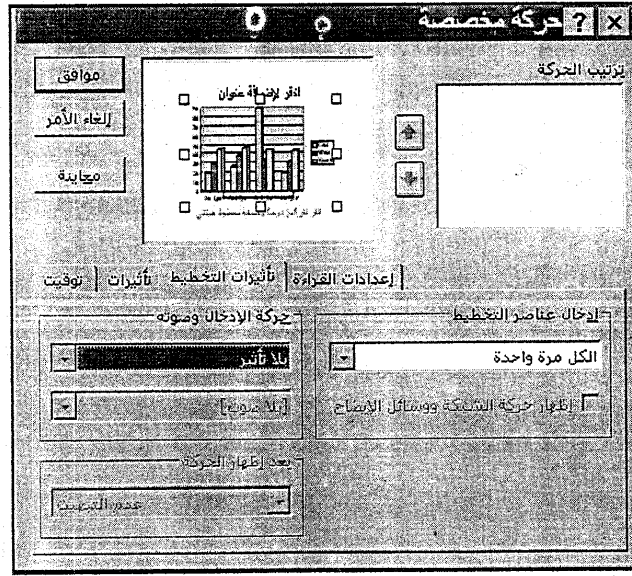 حركة مخصصة
ترتيب الحركة
موافق
إلغاء الأمر
معاينة
انقر لإضافة عنوان
إعدادات القراءة
تأثيرات التخطيط
تأثيرات
توقيت
إدخال عناصر التخطيط
الكل مرة واحدة
إظهار حركة الشبكة ووسائل الإيضاح
حركة الإدخال وصوته
بلا تأثير
[بلا صوت]
بعد إظهار الحركة
عدم التعتيم